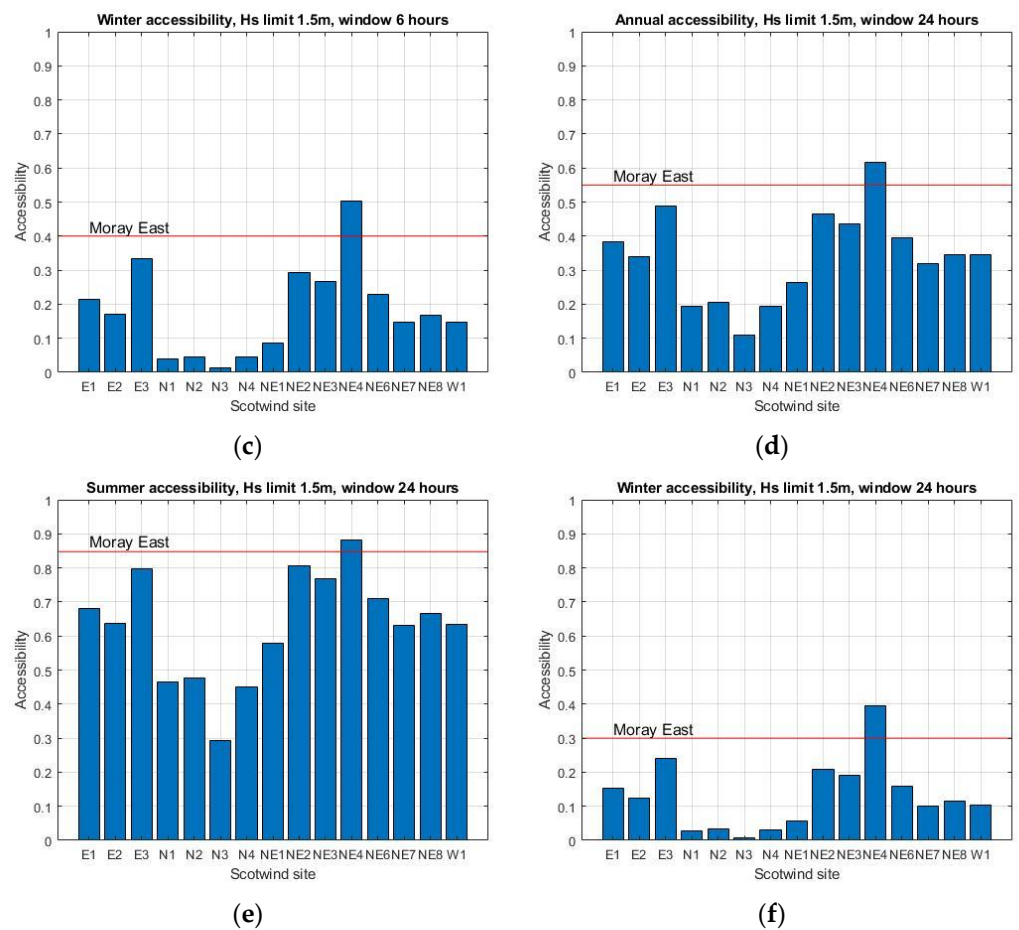 Winter accessibility, Hs limit 1.5m, window 6 hours
1
0.9
0.8
0.7
0.6
0.5
0.4
0.3
0.2
0.1
0
Accessibility
Moray East
E1 E2 E3 N1 N2 N3 N4 NE1 NE2 NE3 NE4 NE6 NE7 NE8 W1
Scotwind site
(c)
Annual accessibility, Hs limit 1.5m, window 24 hours
1
0.9
0.8
0.7
0.6
0.5
0.4
0.3
0.2
0.1
0
Accessibility
Moray East
E1 E2 E3 N1 N2 N3 N4 NE1 NE2 NE3 NE4 NE6 NE7 NE8 W1
Scotwind site
(d)
Summer accessibility, Hs limit 1.5m, window 24 hours
1
0.9
0.8
0.7
0.6
0.5
0.4
0.3
0.2
0.1
0
Accessibility
Moray East
E1 E2 E3 N1 N2 N3 N4 NE1 NE2 NE3 NE4 NE6 NE7 NE8 W1
Scotwind site
(e)
Winter accessibility, Hs limit 1.5m, window 24 hours
1
0.9
0.8
0.7
0.6
0.5
0.4
0.3
0.2
0.1
0
Accessibility
Moray East
E1 E2 E3 N1 N2 N3 N4 NE1 NE2 NE3 NE4 NE6 NE7 NE8 W1
Scotwind site
(f)